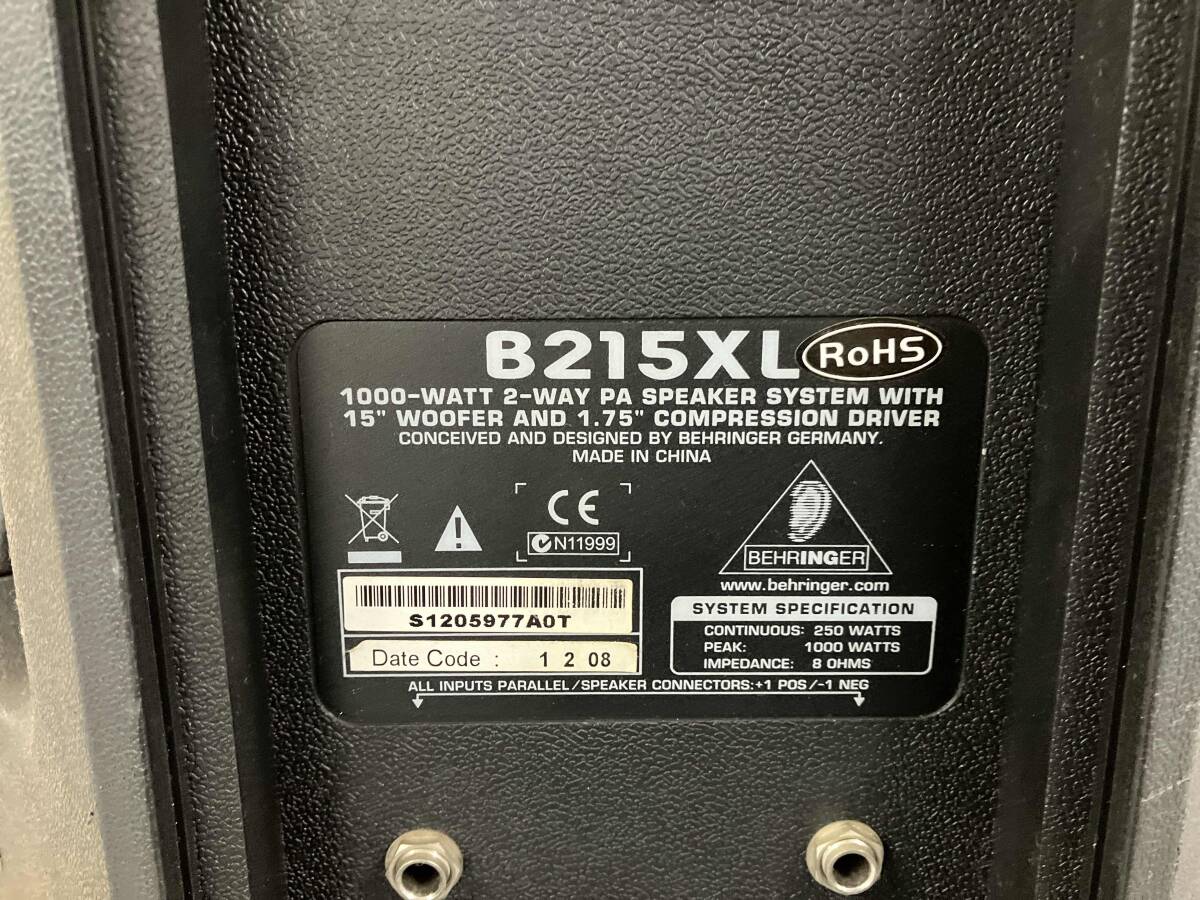 B215XL RoHS
1000-WATT 2-WAY PA SPEAKER SYSTEM WITH
15" WOOFER AND 1.75" COMPRESSION DRIVER
CONCEIVED AND DESIGNED BY BEHRINGER GERMANY.
MADE IN CHINA
CE
N11999
BEHRINGER
www.behringer.com
S1205977A0T
Date Code : 1 2 08
SYSTEM SPECIFICATION
CONTINUOUS: 250 WATTS
PEAK: 1000 WATTS
IMPEDANCE: 8 OHMS
ALL INPUTS PARALLEL/SPEAKER CONNECTORS:+1 POS/-1 NEG